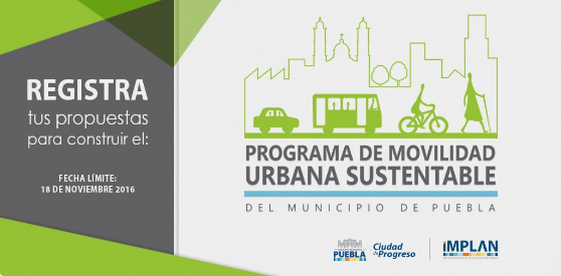 REGISTRA
tus propuestas
para construir el:
FECHA LÍMITE:
18 DE NOVIEMBRE 2016
PROGRAMA DE MOVILIDAD
URBANA SUSTENTABLE
DEL MUNICIPIO DE PUEBLA
PUEBLA
Ciudad
de Progreso
IMPLAN